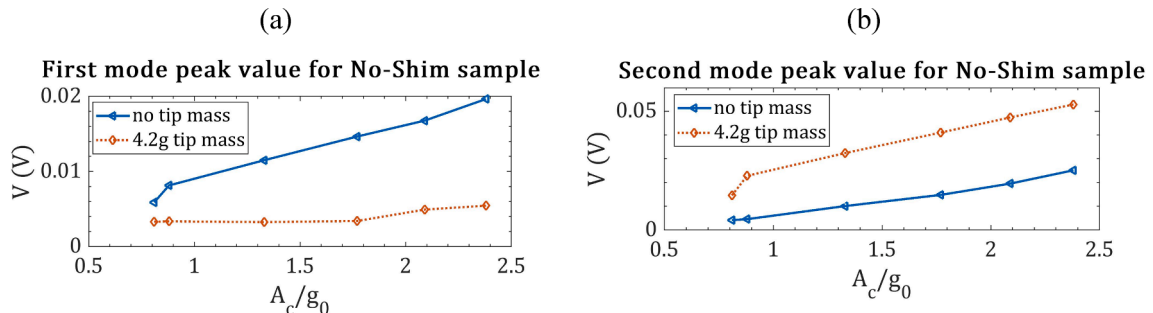 (a)
First mode peak value for No-Shim sample
0.02
0.01
0
V (V)
no tip mass
4.2g tip mass
0.5
1
1.5
2
2.5
A_c/g_0
(b)
Second mode peak value for No-Shim sample
0.05
0
V (V)
no tip mass
4.2g tip mass
0.5
1
1.5
2
2.5
A_c/g_0